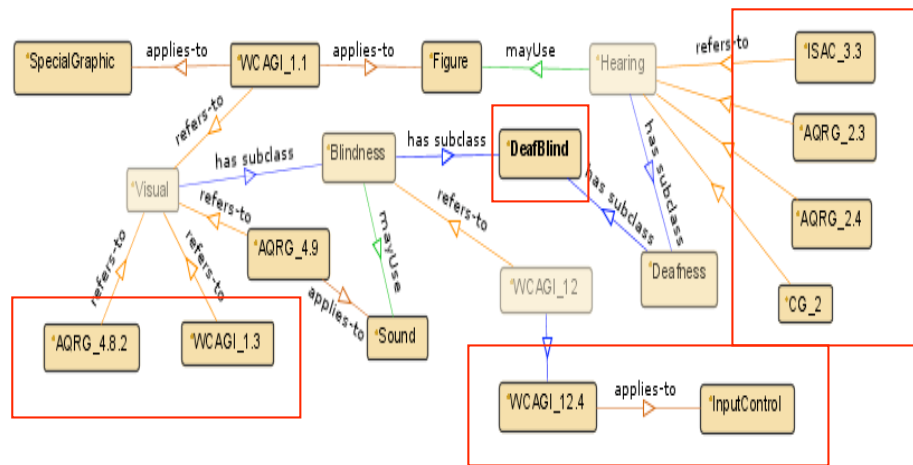 refers-to
*ISAC_3.3
*SpecialGraphic
applies-to
*WCAGI_1.1
applies-to
*Figure
mayUse
*Hearing
*AQRG_2.3
refers-to
has subclass
*Blindness
has subclass
*DeafBlind
has subclass
*Visual
refers-to
mayUse
refers-to
has subclass
*AQRG_2.4
*AQRG_4.9
*WCAGI_12
*Deafness
refers-to
refers-to
applies-to
*CG_2
*AQRG_4.8.2
*WCAGI_1.3
*Sound
*WCAGI_12.4
applies-to
*InputControl